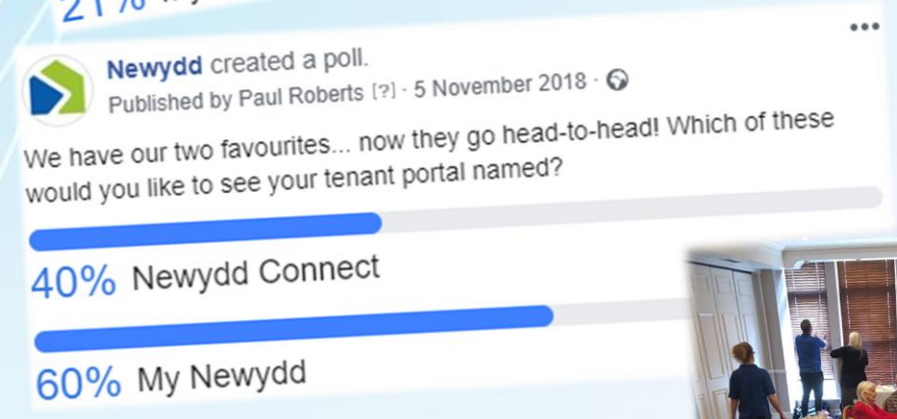 21%
Newydd created a poll.
Published by Paul Roberts [?] · 5 November 2018 ·
We have our two favourites... now they go head-to-head! Which of these
would you like to see your tenant portal named?
40% Newydd Connect
60% My Newydd